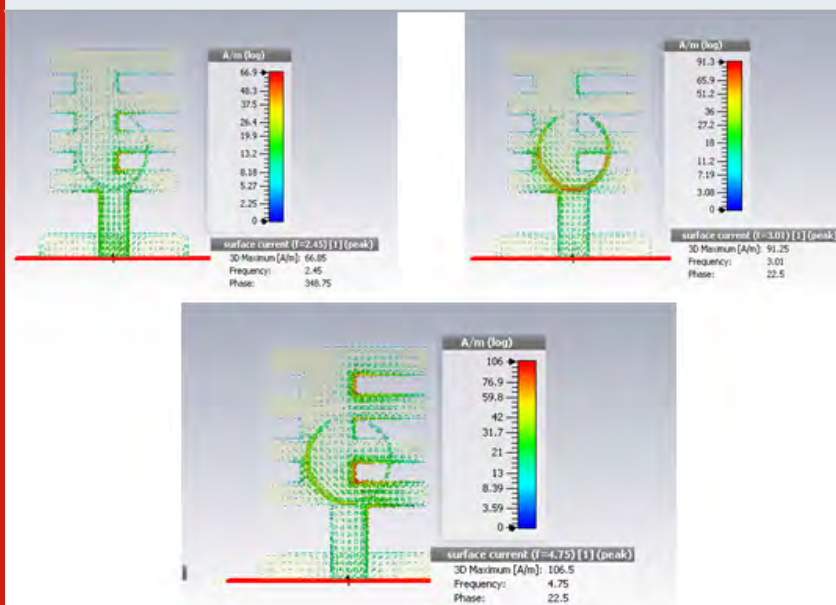 A/m (log)
66.9
48.3
37.5
26.4
19.9
13.2
8.18
5.27
2.25
0
surface current (f=2.45) [1] (peak)
3D Maximum [A/m]: 66.85
Frequency: 2.45
Phase: 348.75
A/m (log)
91.3
65.9
51.2
36
27.2
18
11.2
7.19
3.08
0
surface current (f=3.01) [1] (peak)
3D Maximum [A/m]: 91.25
Frequency: 3.01
Phase: 22.5
A/m (log)
106
76.9
59.8
42
31.7
21
13
8.39
3.59
0
surface current (f=4.75) [1] (peak)
3D Maximum [A/m]: 106.5
Frequency: 4.75
Phase: 22.5